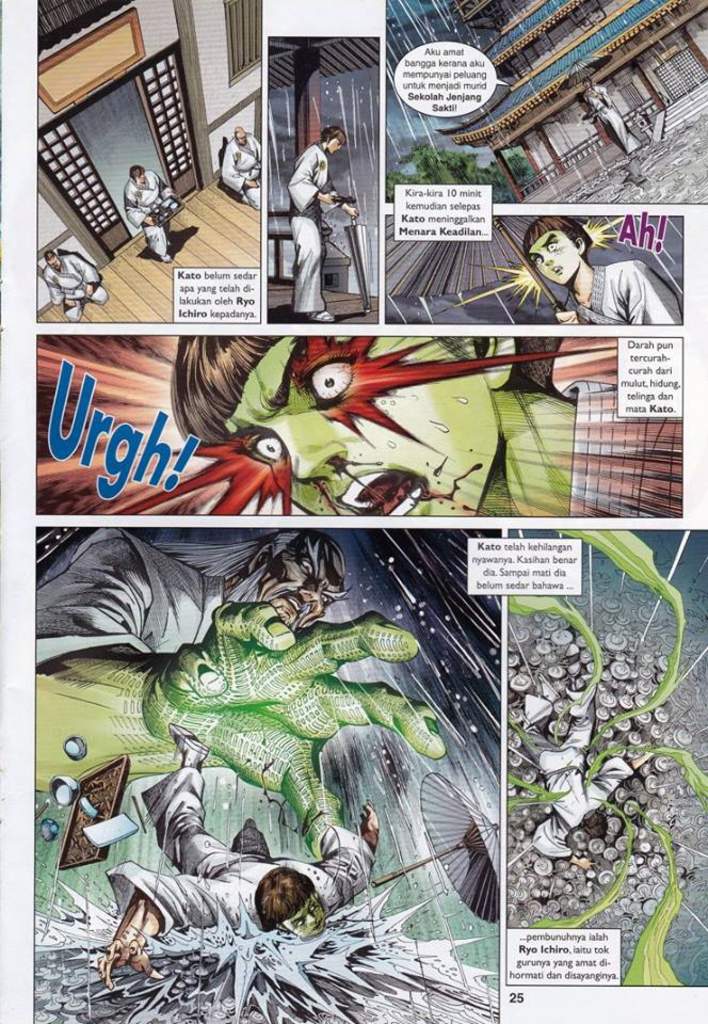 Kato belum sedar
apa yang telah di-
lakukan oleh Ryo
Ichiro kepadanya.
Aku amat
bangga kerana aku
mempunyai peluang
untuk menjadi murid
Sekolah Jenjang
Sakti!
Kira-kira 10 minit
kemudian selepas
Kato meninggalkan
Menara Keadilan...
Ah!
Urgh!
Darah pun
tercurah-
curah dari
mulut, hidung,
telinga dan
mata Kato.
Kato telah kehilangan
nyawanya. Kasihan benar
dia. Sampai mati dia
belum sedar bahawa ...
...pembunuhnya ialah
Ryo Ichiro, iaitu tok
gurunya yang amat di-
hormati dan disayanginya.
25